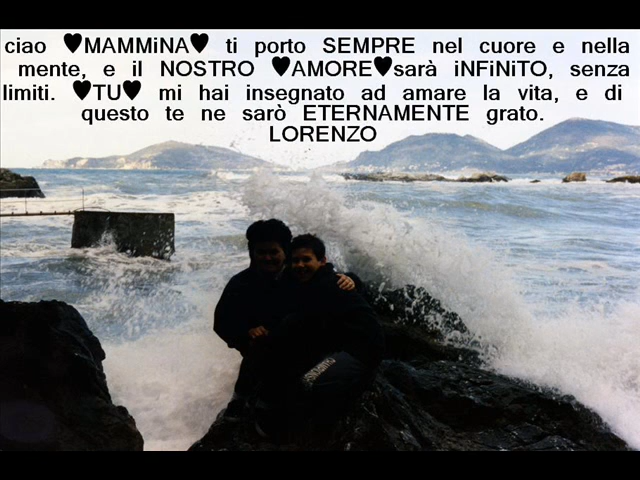 ciao ♥MAMMiNA♥ ti porto SEMPRE nel cuore e nella
mente, e il NOSTRO ♥AMORE♥sarà iNFiNiTO, senza
limiti. ♥TU♥ mi hai insegnato ad amare la vita, e di
questo te ne sarò ETERNAMENTE grato.
LORENZO